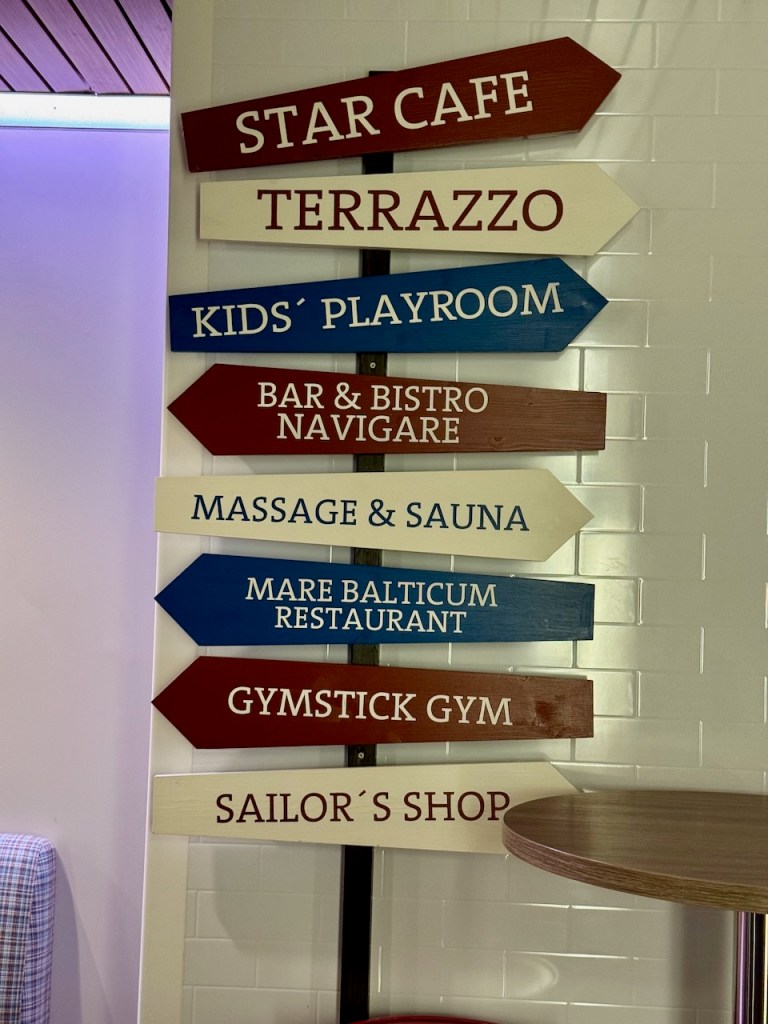 STAR CAFE
TERRAZZO
KIDS´ PLAYROOM
BAR & BISTRO
NAVIGARE
MASSAGE & SAUNA
MARE BALTICUM
RESTAURANT
GYMSTICK GYM
SAILOR´S SHOP